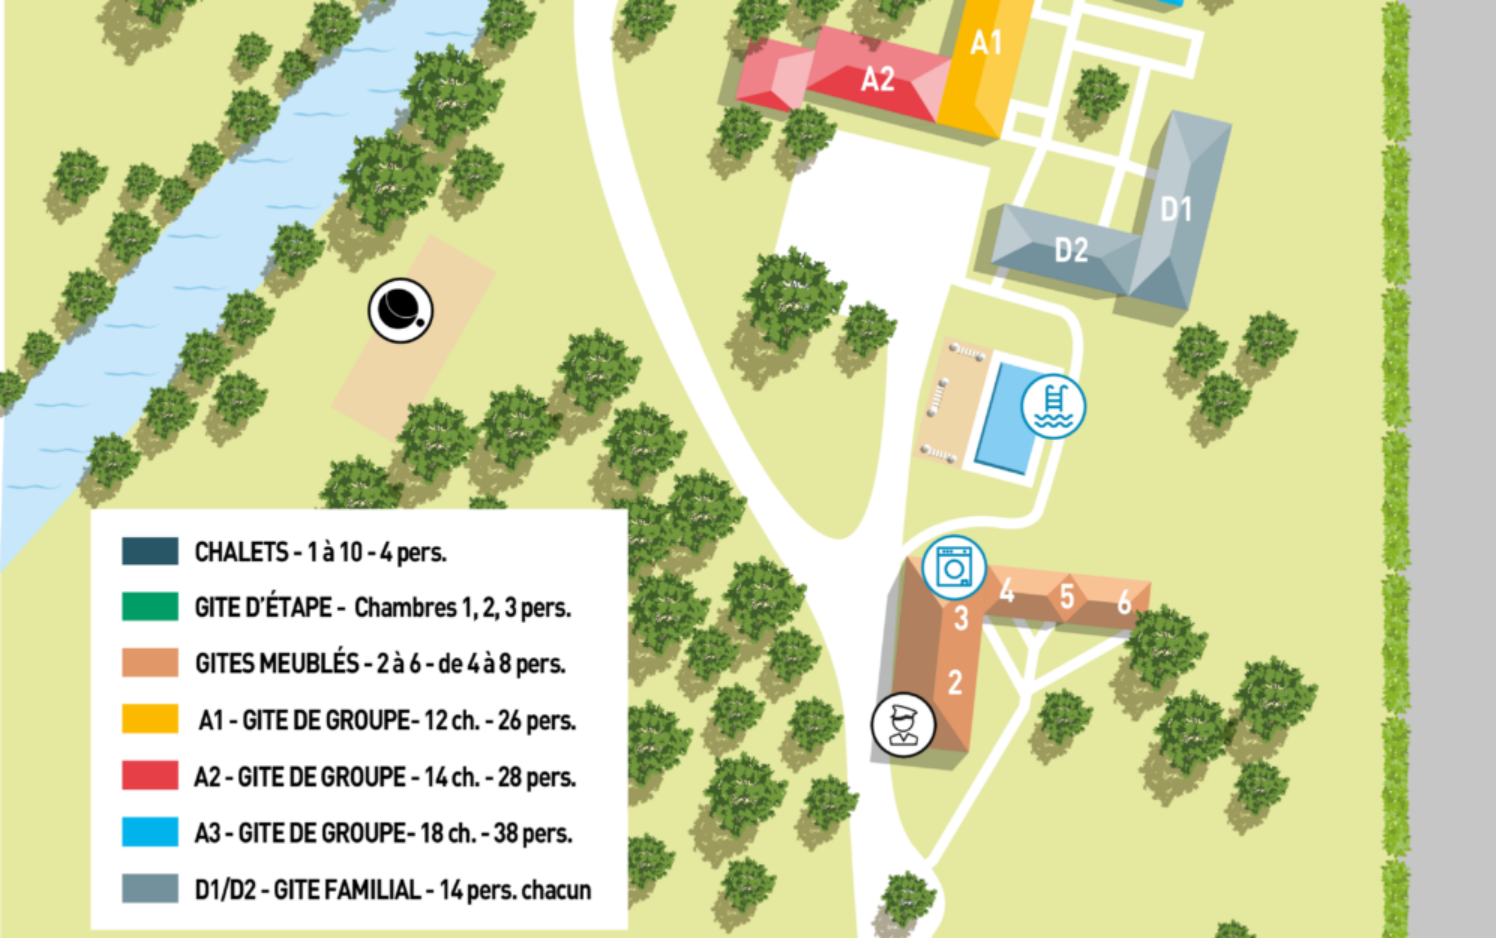 A1
A2
D1
D2
4
5
6
3
2
CHALETS - 1 à 10 - 4 pers.
GITE D'ÉTAPE - Chambres 1, 2, 3 pers.
GITES MEUBLÉS - 2 à 6 - de 4 à 8 pers.
A1 - GITE DE GROUPE- 12 ch. - 26 pers.
A2 - GITE DE GROUPE - 14 ch. - 28 pers.
A3 - GITE DE GROUPE- 18 ch. - 38 pers.
D1/D2 - GITE FAMILIAL - 14 pers. chacun